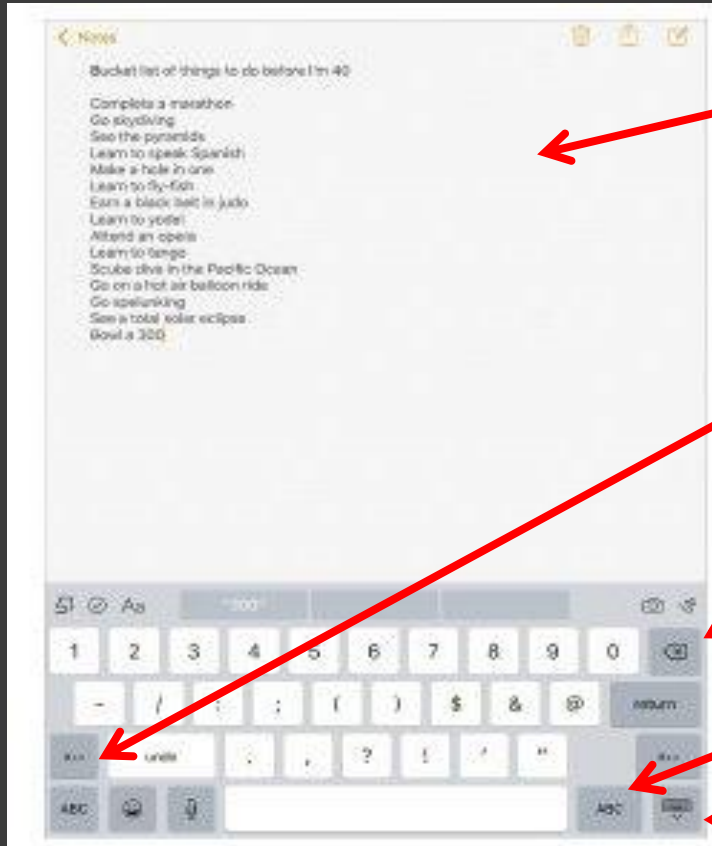 Notes
Bucket list of things to do before I'm 40
Complete a marathon
Go skydiving
See the pyramids
Learn to speak Spanish
Make a hole in one
Learn to fly-fish
Earn a black belt in judo
Learn to yodel
Attend an opera
Learn to tango
Scuba dive in the Pacific Ocean
Go on a hot air balloon ride
Go spelunking
See a total solar eclipse
Bowl a 300
Aa "300"
1 2 3 4 5 6 7 8 9 0
- / : ; ( ) $ & @ return
#+= undo . , ? ! ' " #+=
ABC ABC